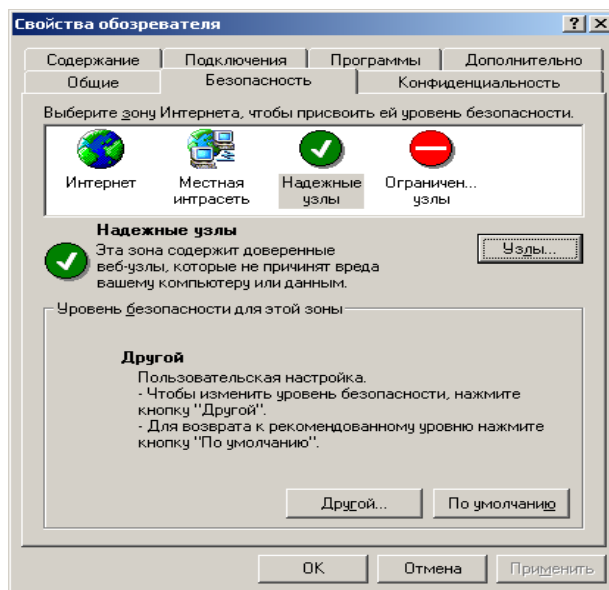 Свойства обозревателя
Содержание Подключения Программы Дополнительно
Общие Безопасность Конфиденциальность
Выберите зону Интернета, чтобы присвоить ей уровень безопасности.
Интернет Местная интрасеть Надежные узлы Ограничен... узлы
Надежные узлы
Эта зона содержит доверенные
веб-узлы, которые не причинят вреда
вашему компьютеру или данным.
Узлы...
Уровень безопасности для этой зоны
Другой
Пользовательская настройка.
- Чтобы изменить уровень безопасности, нажмите
кнопку "Другой".
- Для возврата к рекомендованному уровню нажмите
кнопку "По умолчанию".
Другой... По умолчанию
OK Отмена Применить